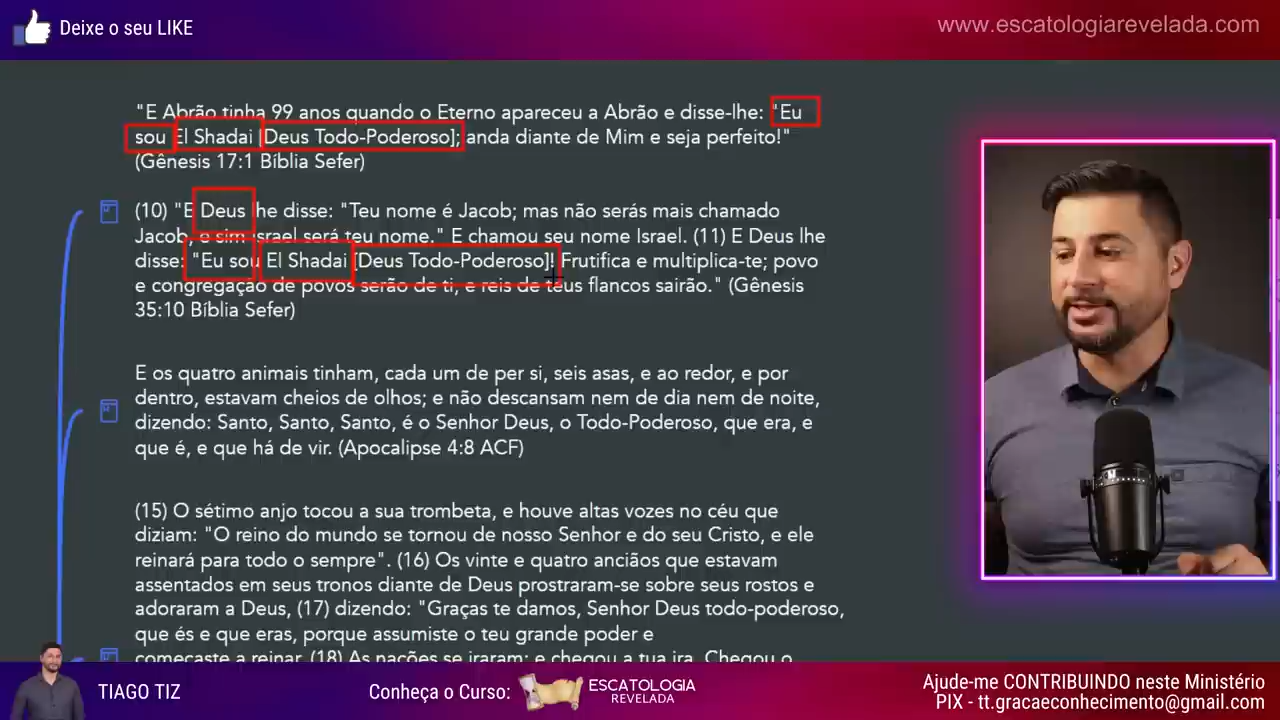 Deixe o seu LIKE
www.escatologiarevelada.com
"E Abrão tinha 99 anos quando o Eterno apareceu a Abrão e disse-lhe: "Eu
sou El Shadai [Deus Todo-Poderoso]; anda diante de Mim e seja perfeito!"
(Gênesis 17:1 Bíblia Sefer)
(10) "E Deus lhe disse: "Teu nome é Jacob; mas não serás mais chamado
Jacob, e sim Israel será teu nome." E chamou seu nome Israel. (11) E Deus lhe
disse: "Eu sou El Shadai [Deus Todo-Poderoso]! Frutifica e multiplica-te; povo
e congregação de povos serão de ti, e reis de teus flancos sairão." (Gênesis
35:10 Bíblia Sefer)
E os quatro animais tinham, cada um de per si, seis asas, e ao redor, e por
dentro, estavam cheios de olhos; e não descansam nem de dia nem de noite,
dizendo: Santo, Santo, Santo, é o Senhor Deus, o Todo-Poderoso, que era, e
que é, e que há de vir. (Apocalipse 4:8 ACF)
(15) O sétimo anjo tocou a sua trombeta, e houve altas vozes no céu que
diziam: "O reino do mundo se tornou de nosso Senhor e do seu Cristo, e ele
reinará para todo o sempre". (16) Os vinte e quatro anciãos que estavam
assentados em seus tronos diante de Deus prostraram-se sobre seus rostos e
adoraram a Deus, (17) dizendo: "Graças te damos, Senhor Deus todo-poderoso,
que és e que eras, porque assumiste o teu grande poder e
começaste a reinar. (18) As nações se iraram; e chegou a tua ira. Chegou o
TIAGO TIZ
Conheça o Curso:
ESCATOLOGIA
REVELADA
Ajude-me CONTRIBUINDO neste Ministério
PIX - tt.gracaeconhecimento@gmail.com